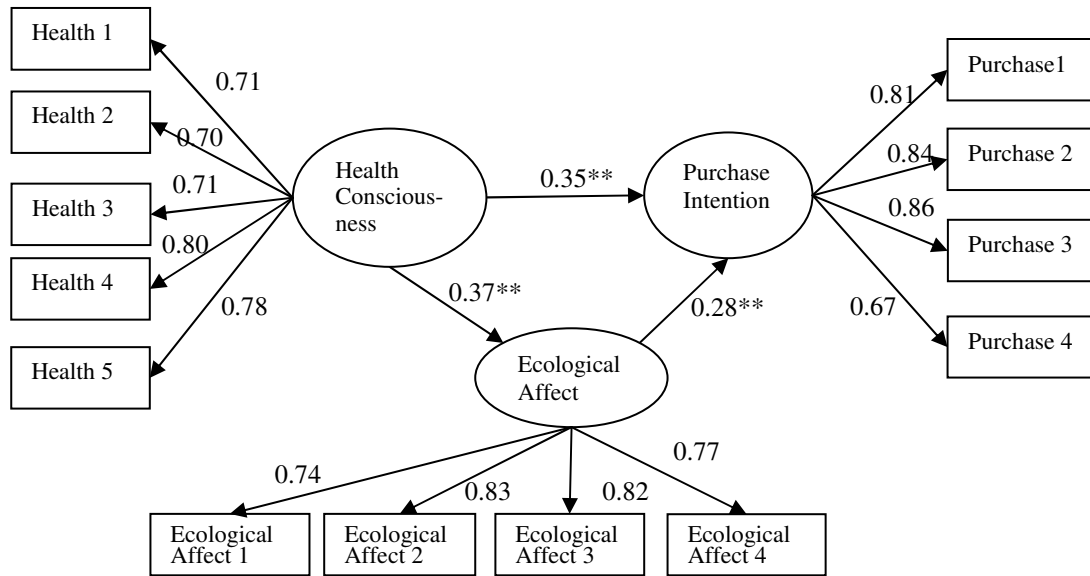 Health 1
0.71
Health 2
0.70
Health 3
0.71
Health 4
0.80
Health 5
0.78
Health
Conscious-
ness
0.35**
Purchase
Intention
0.37**
0.28**
Ecological
Affect
Purchase1
0.81
Purchase 2
0.84
Purchase 3
0.86
Purchase 4
0.67
0.74
0.83
0.82
0.77
Ecological
Affect 1
Ecological
Affect 2
Ecological
Affect 3
Ecological
Affect 4